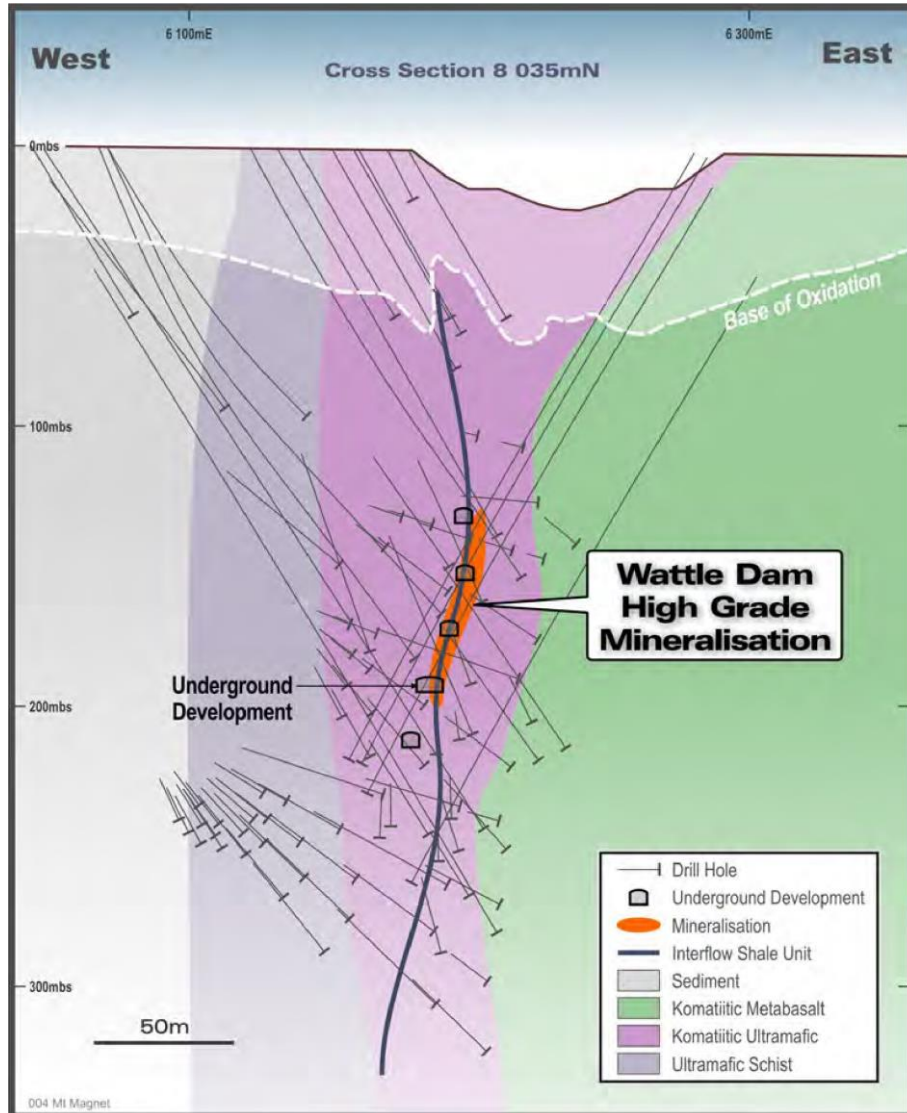 6 100mE
6 300mE
West
East
Cross Section 8 035mN
0mbs
Base of Oxidation
100mbs
Wattle Dam
High Grade
Mineralisation
Underground
Development
200mbs
Drill Hole
Underground Development
Mineralisation
Interflow Shale Unit
Sediment
Komatiitic Metabasalt
Komatiitic Ultramafic
Ultramafic Schist
300mbs
50m
004 Mt Magnet